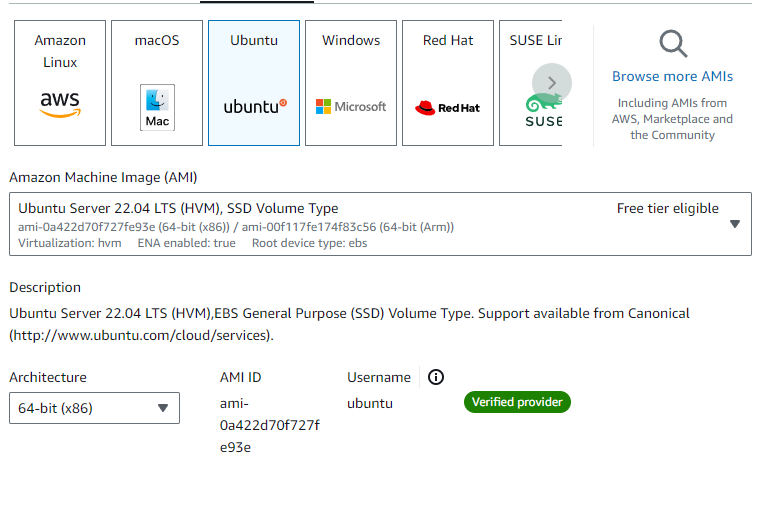 Amazon
Linux
macOS
Ubuntu
Windows
Red Hat
SUSE Lin
aws
Mac
ubuntu
Microsoft
Red Hat
SUSE
Browse more AMIs
Including AMIs from
AWS, Marketplace and
the Community
Amazon Machine Image (AMI)
Ubuntu Server 22.04 LTS (HVM), SSD Volume Type
Free tier eligible
ami-0a422d70f727fe93e (64-bit (x86)) / ami-00f117fe174f83c56 (64-bit (Arm))
Virtualization: hvm ENA enabled: true Root device type: ebs
Description
Ubuntu Server 22.04 LTS (HVM),EBS General Purpose (SSD) Volume Type. Support available from Canonical
(http://www.ubuntu.com/cloud/services).
Architecture
64-bit (x86)
AMI ID
ami-
0a422d70f727f
e93e
Username
ubuntu
Verified provider